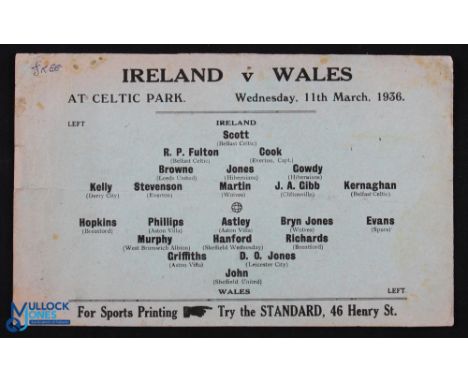 free
IRELAND v WALES
AT CELTIC PARK. Wednesday, 11th March, 1936.
LEFT IRELAND
Scott
(Belfast Celtic)
R. P. Fulton Cook
(Belfast Celtic) (Everton, Capt.)
Browne Jones Gowdy
(Leeds United) (Hibernians) (Hibernians)
Kelly Stevenson Martin J. A. Gibb Kernaghan
(Derry City) (Everton) (Wolves) (Cliftonville) (Belfast Celtic)
Hopkins Phillips Astley Bryn Jones Evans
(Brentford) (Aston Villa) (Aston Villa) (Wolves) (Spurs)
Murphy Hanford Richards
(West Bromwich Albion) (Sheffield Wednesday) (Brentford)
Griffiths D. O. Jones
(Aston Villa) (Leicester City)
John
(Sheffield United)
WALES LEFT.
For Sports Printing Try the STANDARD, 46 Henry St.
MULLOCK
JONES